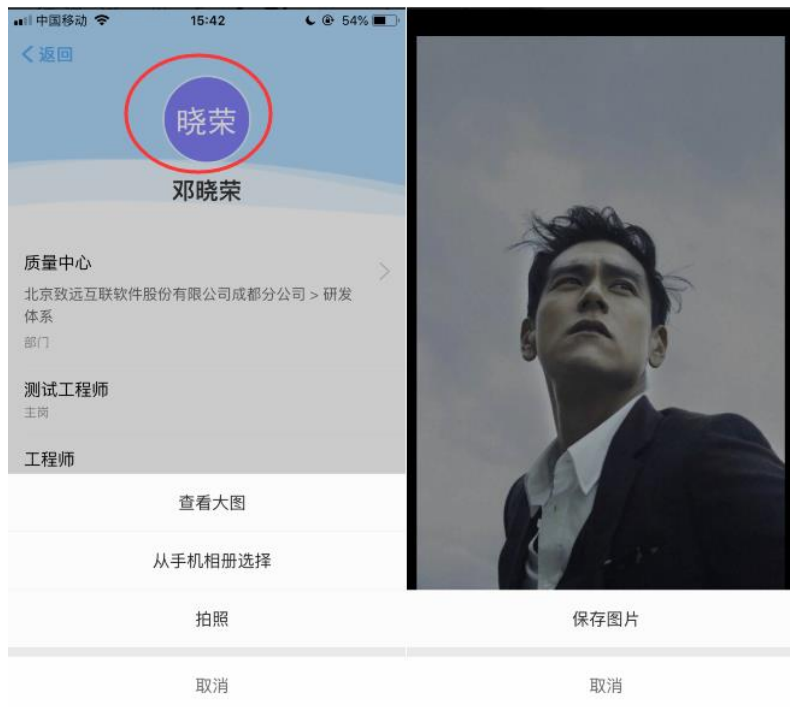 中国移动 15:42 54%
返回
晓荣
邓晓荣
质量中心
北京致远互联软件股份有限公司成都分公司 > 研发
体系
部门
测试工程师
主岗
工程师
查看大图
从手机相册选择
拍照
取消
保存图片
取消